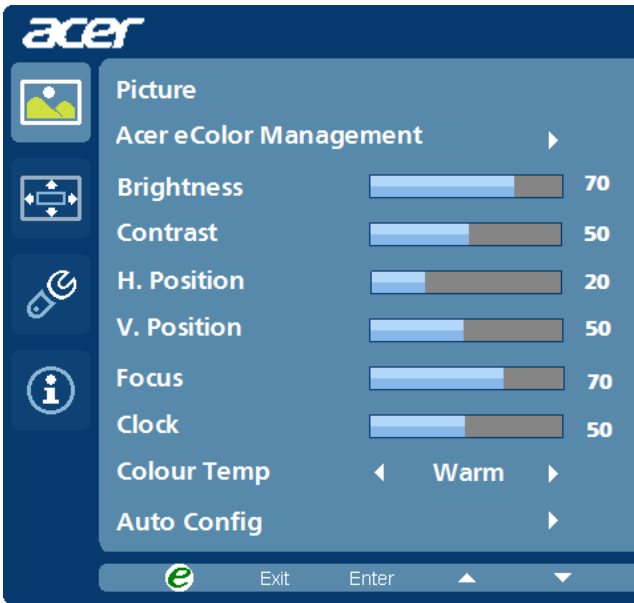 acer
Picture
Acer eColor Management
Brightness 70
Contrast 50
H. Position 20
V. Position 50
Focus 70
Clock 50
Colour Temp Warm
Auto Config
e Exit Enter